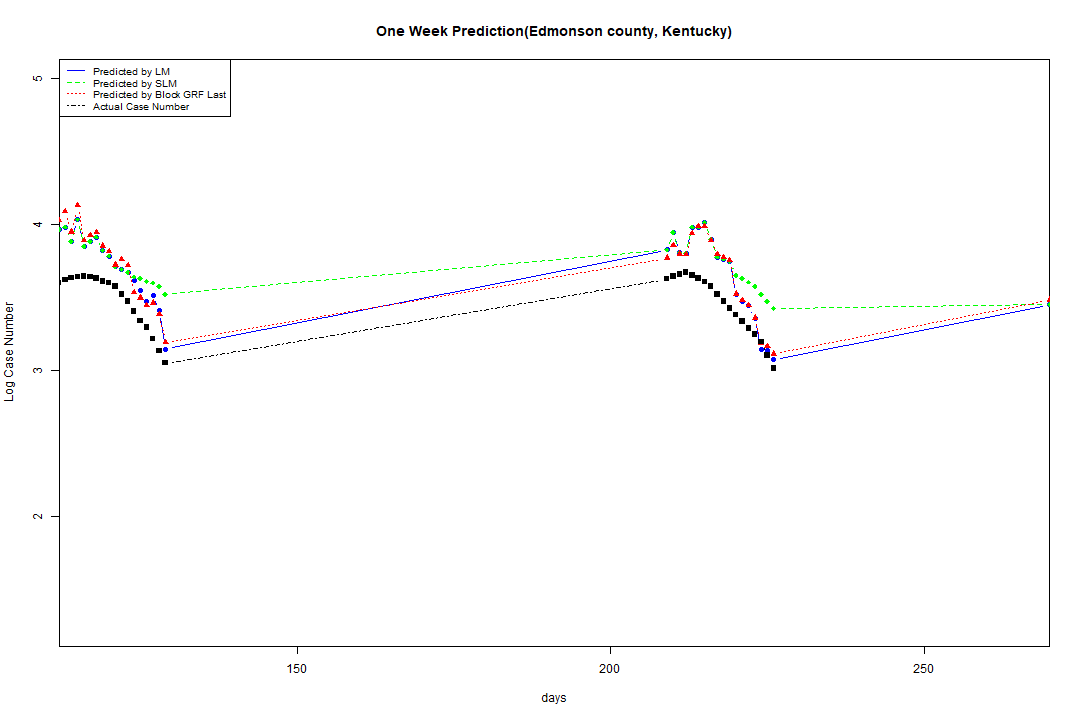 One Week Prediction(Edmonson county, Kentucky)
Predicted by LM
Predicted by SLM
Predicted by Block GRF Last
Actual Case Number
5
4
3
2
Log Case Number
150
200
250
days